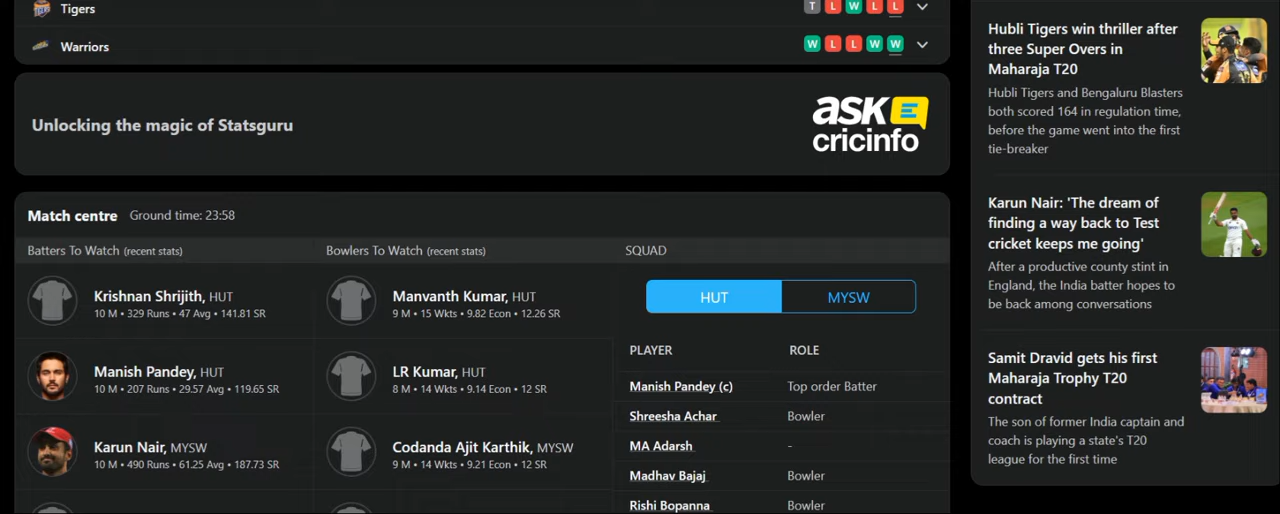 Tigers
T L W L L
Warriors
W L L W W
Unlocking the magic of Statsguru
ASK
cricinfo
Match centre Ground time: 23:58
Batters To Watch (recent stats)
Krishnan Shrijith, HUT
10 M • 329 Runs • 47 Avg • 141.81 SR
Manish Pandey, HUT
10 M • 207 Runs • 29.57 Avg • 119.65 SR
Karun Nair, MYSW
10 M • 490 Runs • 61.25 Avg • 187.73 SR
Bowlers To Watch (recent stats)
Manvanth Kumar, HUT
9 M • 15 Wkts • 9.82 Econ • 12.26 SR
LR Kumar, HUT
8 M • 14 Wkts • 9.14 Econ • 12 SR
Codanda Ajit Karthik, MYSW
9 M • 14 Wkts • 9.21 Econ • 12 SR
SQUAD
HUT MYSW
PLAYER ROLE
Manish Pandey (c) Top order Batter
Shreesha Achar Bowler
MA Adarsh -
Madhav Bajaj Bowler
Rishi Bopanna Bowler
Hubli Tigers win thriller after
three Super Overs in
Maharaja T20
Hubli Tigers and Bengaluru Blasters
both scored 164 in regulation time,
before the game went into the first
tie-breaker
Karun Nair: 'The dream of
finding a way back to Test
cricket keeps me going'
After a productive county stint in
England, the India batter hopes to
be back among conversations
Samit Dravid gets his first
Maharaja Trophy T20
contract
The son of former India captain and
coach is playing a state's T20
league for the first time